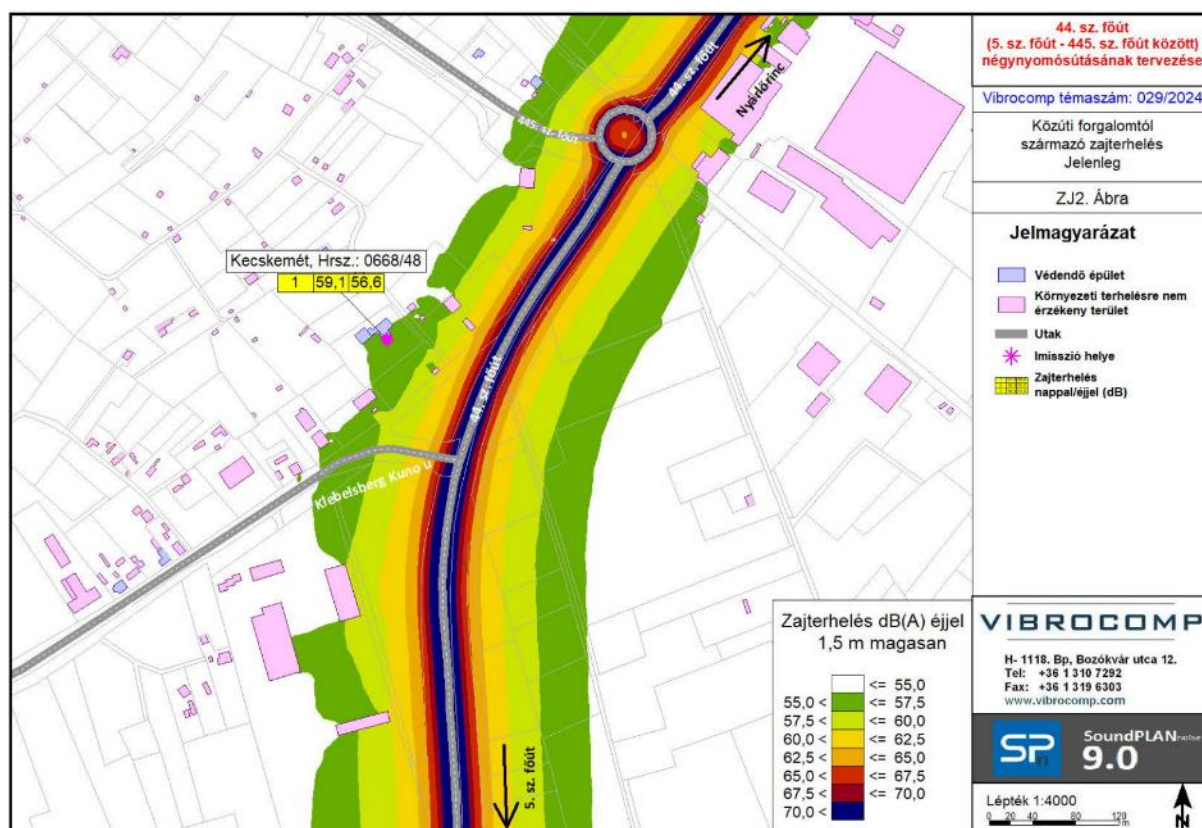 44. sz. főút
(5. sz. főút - 445. sz. főút között)
négynyomósútásának tervezése
Vibrocomp témaszám: 029/2024
Közúti forgalomtól
származó zajterhelés
Jelenleg
ZJ2. Ábra
Jelmagyarázat
Védendő épület
Környezeti terhelésre nem
érzékeny terület
Utak
Imisszió helye
Zajterhelés
nappal/éjjel (dB)
44. sz. főút
Nyárlőrinc
445. sz. főút
Kecskemét, Hrsz.: 0668/48
1 59,1 56,6
44. sz. főút
Klebelsberg Kuno u
5. sz. főút
Zajterhelés dB(A) éjjel
1,5 m magasan
<= 55,0
55,0 < <= 57,5
57,5 < <= 60,0
60,0 < <= 62,5
62,5 < <= 65,0
65,0 < <= 67,5
67,5 < <= 70,0
70,0 <
VIBROCOMP
H- 1118. Bp, Bozókvár utca 12.
Tel: +36 1 310 7292
Fax: +36 1 319 6303
www.vibrocomp.com
SP
SoundPLAN noise
9.0
Lépték 1:4000
0 20 40 80 120
m
N